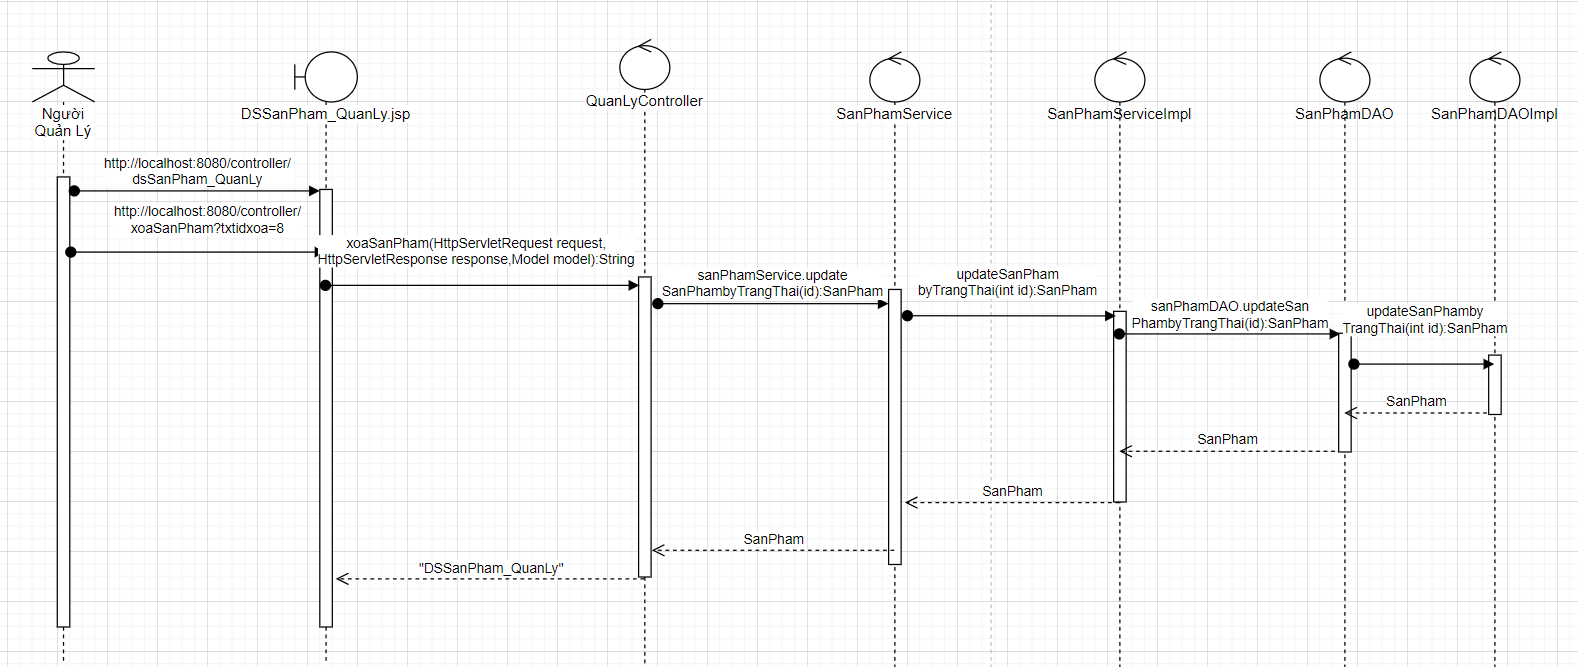 Người
Quản Lý
DSSanPham_QuanLy.jsp
QuanLyController
SanPhamService
SanPhamServiceImpl
SanPhamDAO
SanPhamDAOImpl
http://localhost:8080/controller/
dsSanPham_QuanLy
http://localhost:8080/controller/
xoaSanPham?txtidxoa=8
xoaSanPham(HttpServletRequest request,
HttpServletResponse response,Model model):String
sanPhamService.update
SanPhambyTrangThai(id):SanPham
updateSanPham
byTrangThai(int id):SanPham
sanPhamDAO.updateSan
PhambyTrangThai(id):SanPham
updateSanPhamby
TrangThai(int id):SanPham
SanPham
SanPham
SanPham
SanPham
"DSSanPham_QuanLy"